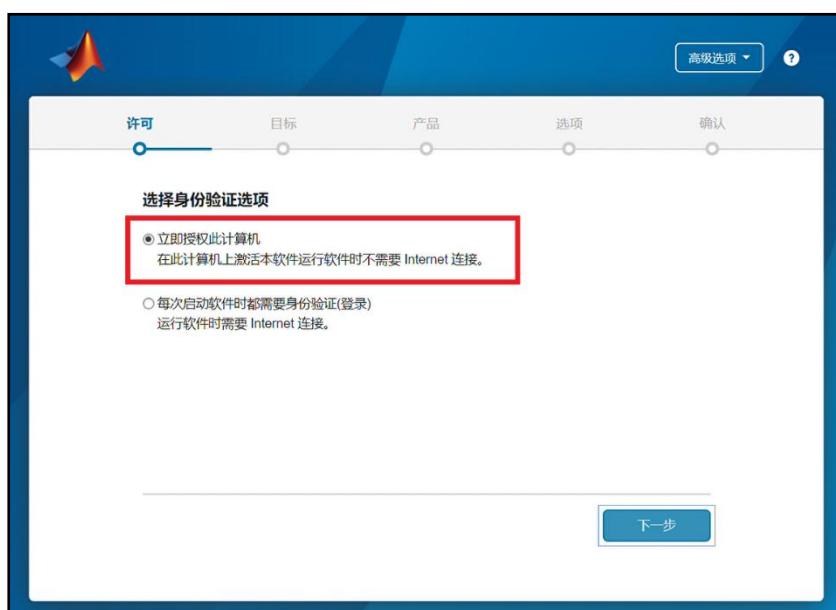 高级选项
?
许可 目标 产品 选项 确认
选择身份验证选项
立即授权此计算机
在此计算机上激活本软件运行软件时不需要 Internet 连接。
每次启动软件时都需要身份验证(登录)
运行软件时需要 Internet 连接。
下一步